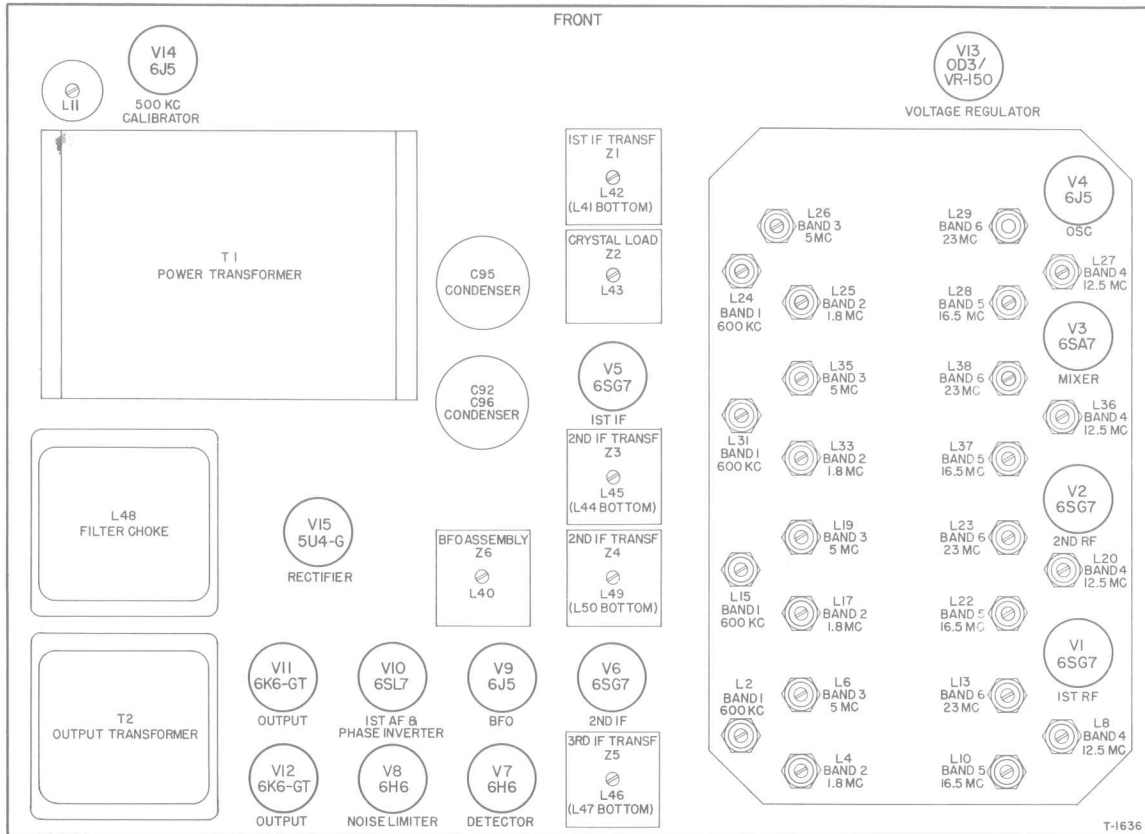 FRONT
V14
6J5
500 KC
CALIBRATOR
L11
V13
OD3/
VR-150
VOLTAGE REGULATOR
T1
POWER TRANSFORMER
C95
CONDENSER
C92
C96
CONDENSER
1ST IF TRANSF
Z1
L42
(L41 BOTTOM)
CRYSTAL LOAD
Z2
L43
V5
6SG7
1ST IF
2ND IF TRANSF
Z3
L45
(L44 BOTTOM)
2ND IF TRANSF
Z4
L49
(L50 BOTTOM)
L48
FILTER CHOKE
V15
5U4-G
RECTIFIER
BFO ASSEMBLY
Z6
L40
T2
OUTPUT TRANSFORMER
V11
6K6-GT
OUTPUT
V10
6SL7
1ST AF &
PHASE INVERTER
V9
6J5
BFO
V6
6SG7
2ND IF
V12
6K6-GT
OUTPUT
V8
6H6
NOISE LIMITER
V7
6H6
DETECTOR
3RD IF TRANSF
Z5
L46
(L47 BOTTOM)
L26
BAND 3
5 MC
L29
BAND 6
23 MC
V4
6J5
OSC
L24
BAND 1
600 KC
L25
BAND 2
1.8 MC
L28
BAND 5
16.5 MC
L27
BAND 4
12.5 MC
V3
6SA7
MIXER
L35
BAND 3
5 MC
L38
BAND 6
23 MC
L36
BAND 4
12.5 MC
L31
BAND 1
600 KC
L33
BAND 2
1.8 MC
L37
BAND 5
16.5 MC
V2
6SG7
2ND RF
L19
BAND 3
5 MC
L23
BAND 6
23 MC
L20
BAND 4
12.5 MC
L15
BAND 1
600 KC
L17
BAND 2
1.8 MC
L22
BAND 5
16.5 MC
V1
6SG7
1ST RF
L2
BAND 1
600 KC
L6
BAND 3
5 MC
L13
BAND 6
23 MC
L8
BAND 4
12.5 MC
L4
BAND 2
1.8 MC
L10
BAND 5
16.5 MC
T-1636